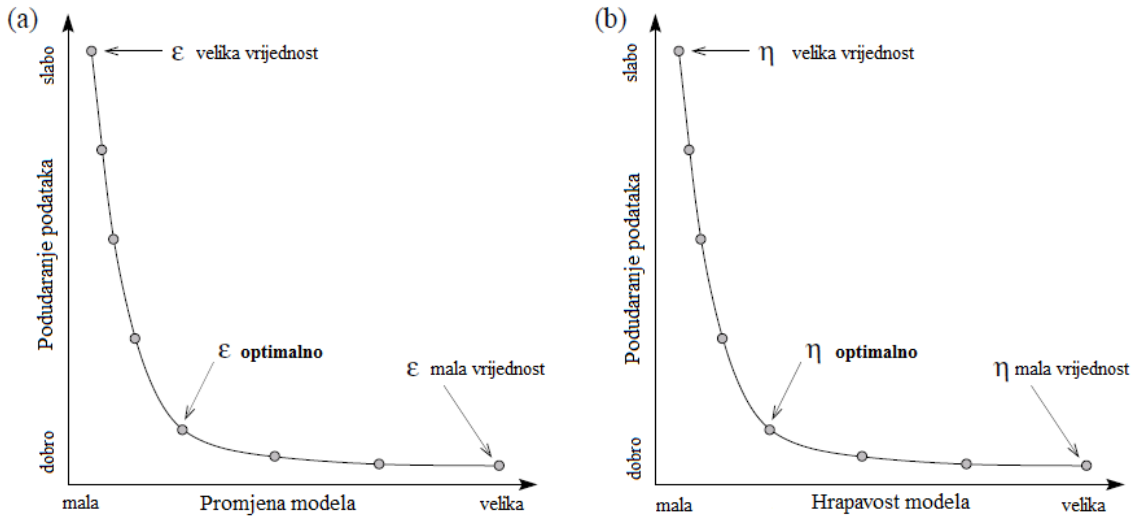 (a)
slabo
ε velika vrijednost
Podudaranje podataka
ε optimalno
ε mala vrijednost
dobro
mala
Promjena modela
velika
(b)
slabo
η velika vrijednost
Podudaranje podataka
η optimalno
η mala vrijednost
dobro
mala
Hrapavost modela
velika